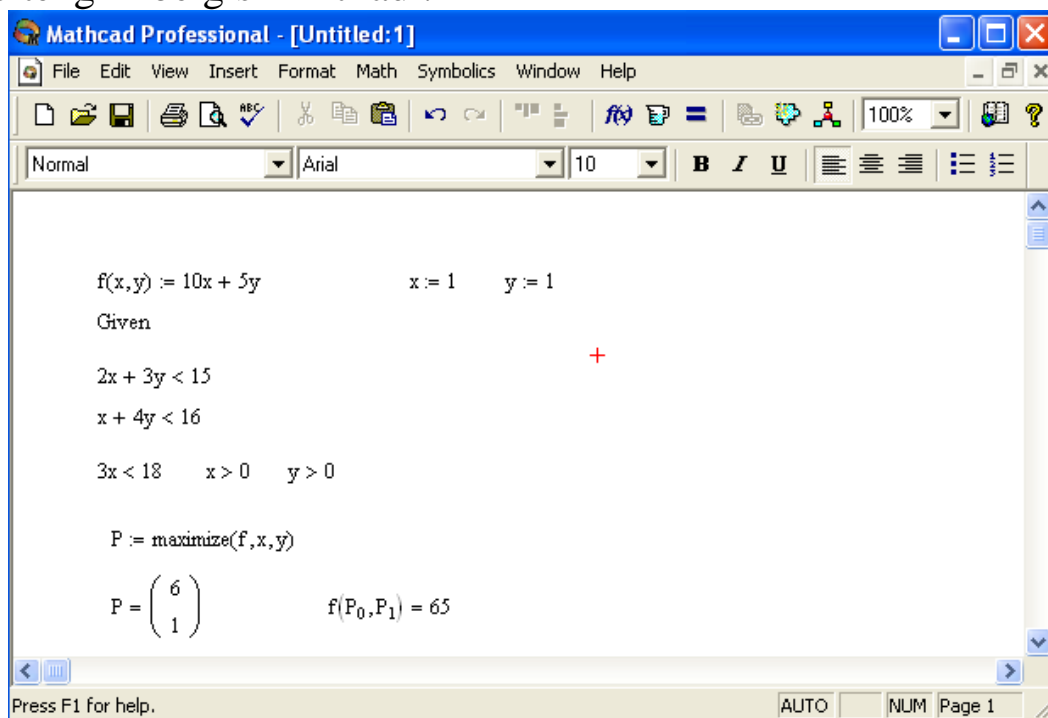 Mathcad Professional - [Untitled:1]
File Edit View Insert Format Math Symbolics Window Help
ABC f(x) = 100% ?
Normal Arial 10 B I U
f(x,y) := 10x + 5y x := 1 y := 1
Given
2x + 3y < 15
x + 4y < 16
3x < 18 x > 0 y > 0
P := maximize(f,x,y)
P = ( 6 1 ) f(P₀,P₁) = 65
Press F1 for help. AUTO NUM Page 1